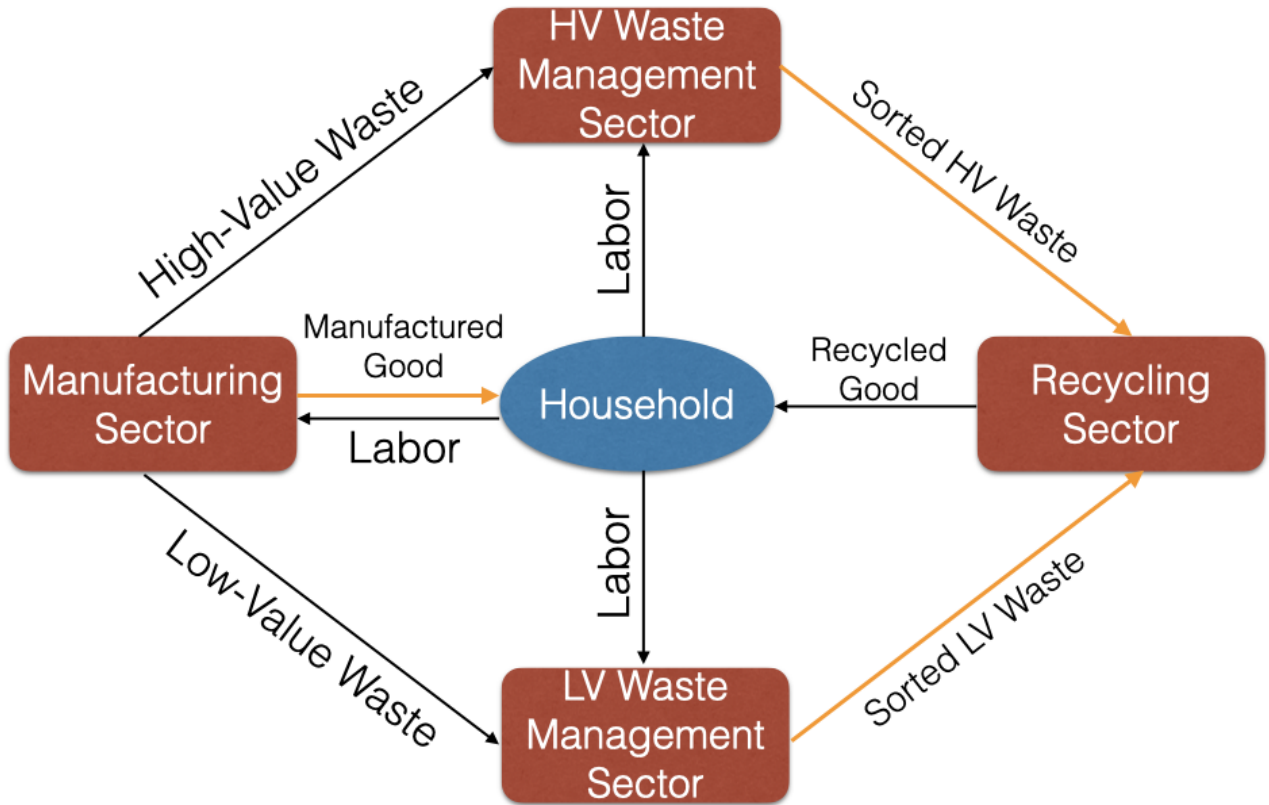 HV Waste
Management
Sector
High-Value Waste
Sorted HV Waste
Labor
Manufacturing
Sector
Manufactured
Good
Labor
Household
Recycled
Good
Recycling
Sector
Low-Value Waste
Labor
Sorted LV Waste
LV Waste
Management
Sector